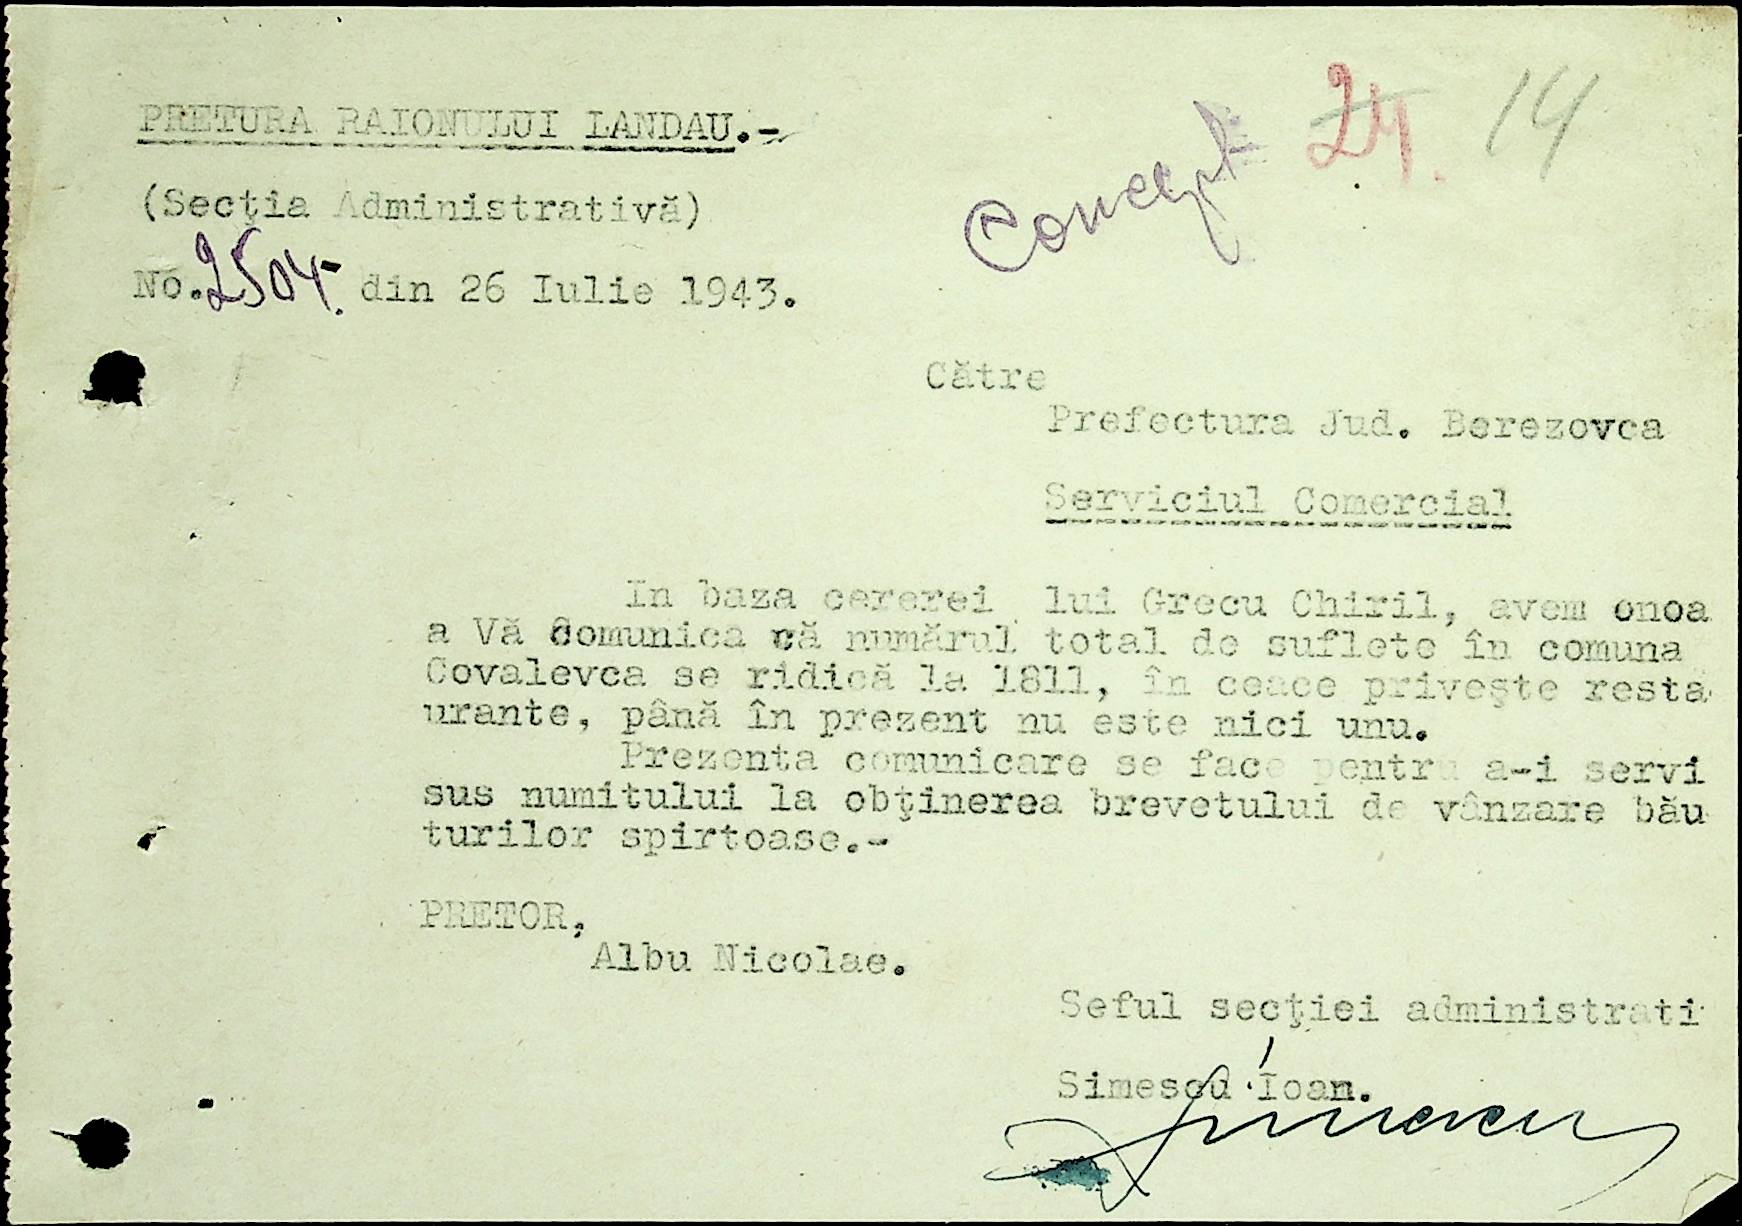 PRETURA RAIONULUI LANDAU.-
Concept
24. 14
(Secţia Administrativă)
No. 2504. din 26 Iulie 1943.
Către
Prefectura Jud. Berezovca
Serviciul Comercial
In baza cererei lui Grecu Chiril, avem onoa
a Vă comunica că numărul total de suflete în comuna
Covalevca se ridică la 1811, în ceace priveşte resta
urante, până în prezent nu este nici unu.
Prezenta comunicare se face pentru a-i servi
sus numitului la obţinerea brevetului de vânzare bău
turilor spirtoase.-
PRETOR,
Albu Nicolae.
Seful secţiei administrati
Simescu Ioan.